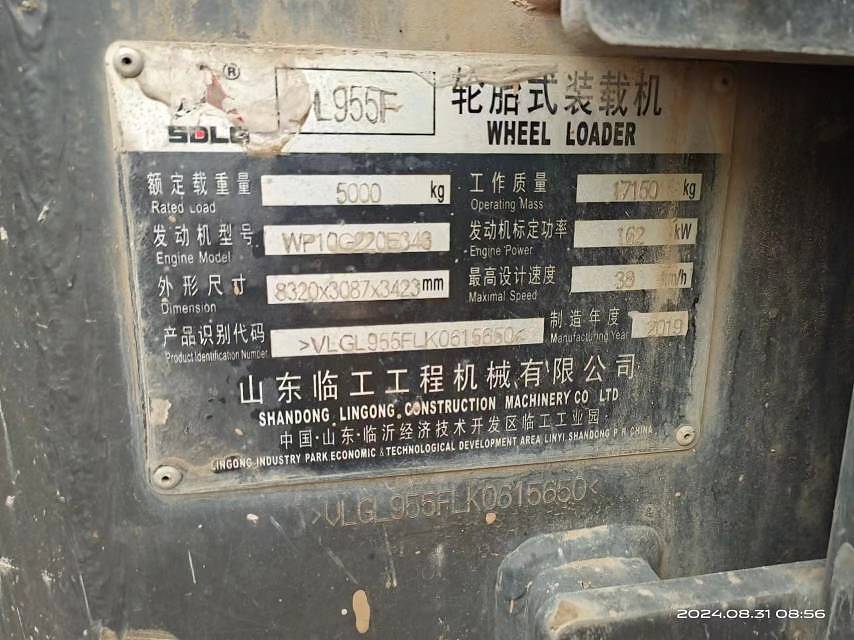 ®
SDLG
L955F
轮胎式装载机
WHEEL LOADER
额定载重量 5000 kg
Rated Load
工作质量 17150 kg
Operating Mass
发动机型号 WP10G220E343
Engine Model
发动机标定功率 162 kW
Engine Power
外形尺寸 8320x3087x3423 mm
Dimension
最高设计速度 38 km/h
Maximal Speed
产品识别代码 >VLGL955FLK0615650<
Product Identification Number
制造年度 2019
Manufacturing Year
山东临工工程机械有限公司
SHANDONG LINGONG CONSTRUCTION MACHINERY CO LTD
中国·山东·临沂经济技术开发区临工工业园
LINGONG INDUSTRY PARK ECONOMIC & TECHNOLOGICAL DEVELOPMENT AREA LINYI SHANDONG P R CHINA
>VLGL955FLK0615650<
2024.08.31 08:56